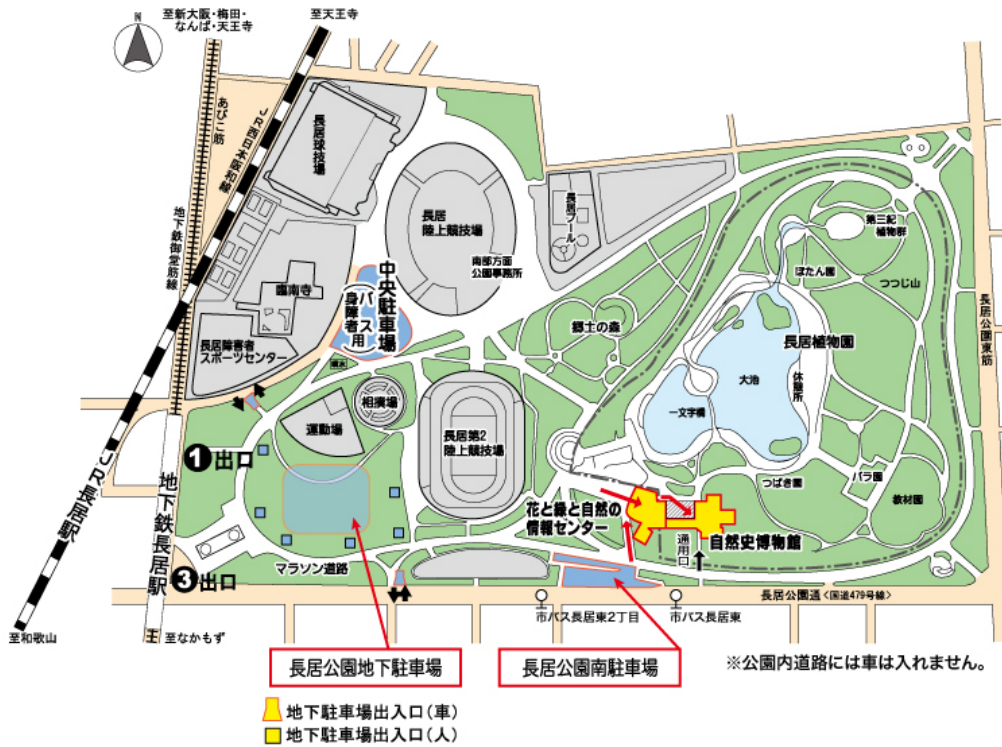 N
至新大阪・梅田・
なんば・天王寺
至天王寺
あびこ筋
JR西日本阪和線
地下鉄御堂筋線
長居球技場
長居
陸上競技場
南部方面
公園事務所
長居プール
第三紀
植物群
ぼたん園
つつじ山
長居公園東筋
臨南寺
中央駐車場
(バス
身障者用)
長居障害者
スポーツセンター
郷土の森
長居植物園
大池
休憩所
一文字橋
相撲場
運動場
長居第2
陸上競技場
つばき園
バラ園
教材園
❶出口
JR長居駅
地下鉄長居駅
花と緑と自然の
情報センター
自然史博物館
通用口
マラソン道路
❸出口
長居公園通〈国道479号線〉
市バス長居東2丁目
市バス長居東
至和歌山
至なかもず
長居公園地下駐車場
長居公園南駐車場
※公園内道路には車は入れません。
地下駐車場出入口(車)
地下駐車場出入口(人)